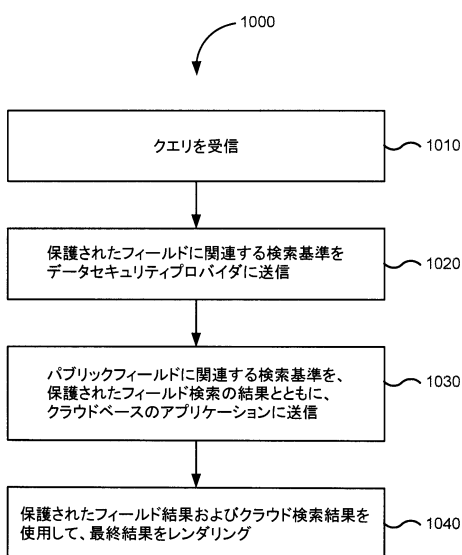 1000
クエリを受信
1010
保護されたフィールドに関連する検索基準を
データセキュリティプロバイダに送信
1020
パブリックフィールドに関連する検索基準を、
保護されたフィールド検索の結果とともに、
クラウドベースのアプリケーションに送信
1030
保護されたフィールド結果およびクラウド検索結果を
使用して、最終結果をレンダリング
1040